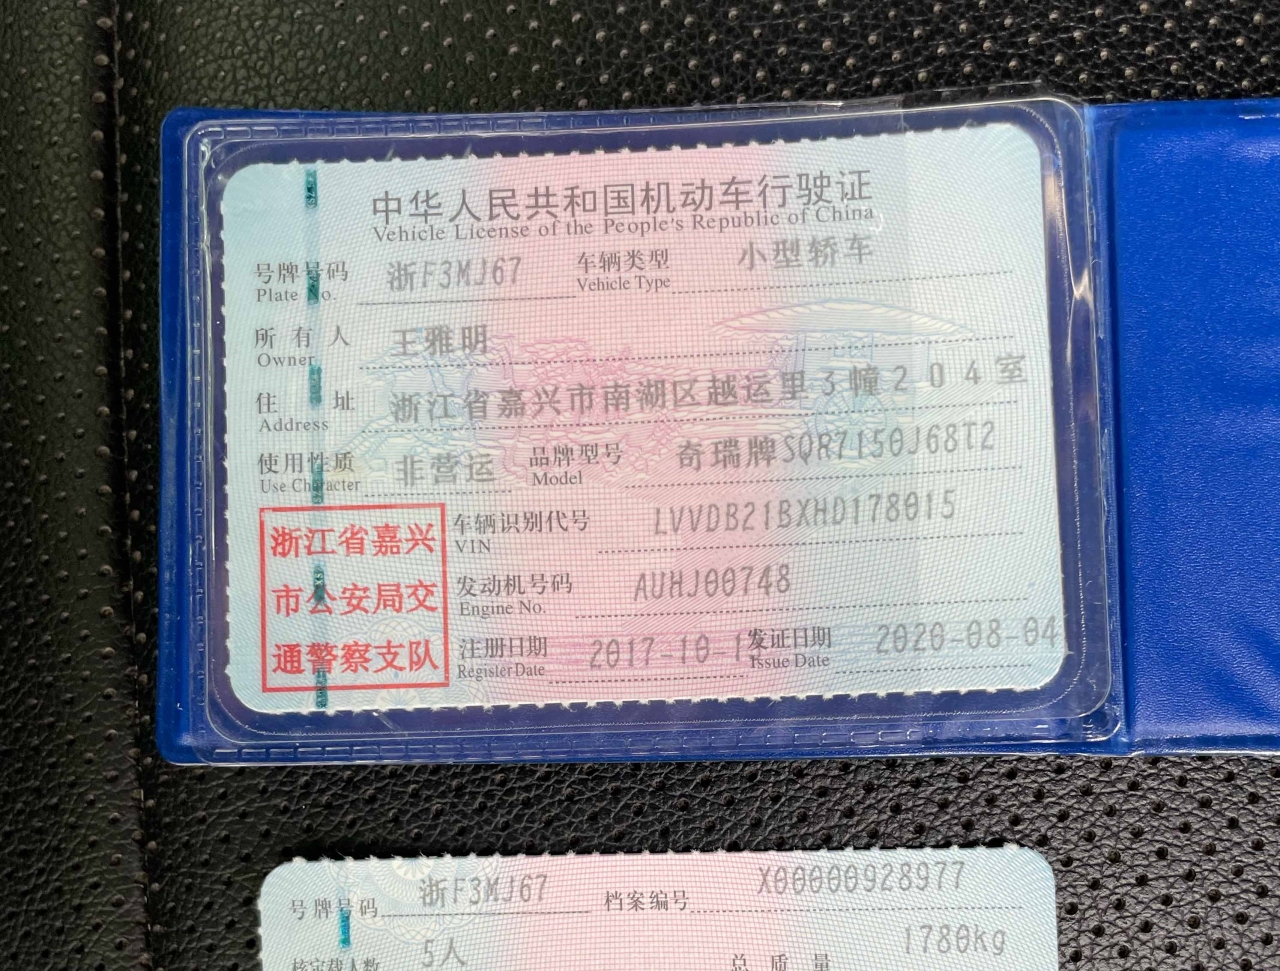 中华人民共和国机动车行驶证
Vehicle License of the People's Republic of China
号牌号码 浙F3MJ67 车辆类型 小型轿车
Plate No. Vehicle Type
所有人 王雅明
Owner
住址 浙江省嘉兴市南湖区越运里3幢204室
Address
使用性质 非营运 品牌型号 奇瑞牌SQR7150J68T2
Use Character Model
浙江省嘉兴
市公安局交
通警察支队
车辆识别代号 LVVDB21BXHD178015
VIN
发动机号码 AUHJ00748
Engine No.
注册日期 2017-10-1 发证日期 2020-08-04
Register Date Issue Date
号牌号码 浙F3MJ67 档案编号 X00000928977
核定载人数 5人 总质量 1780kg